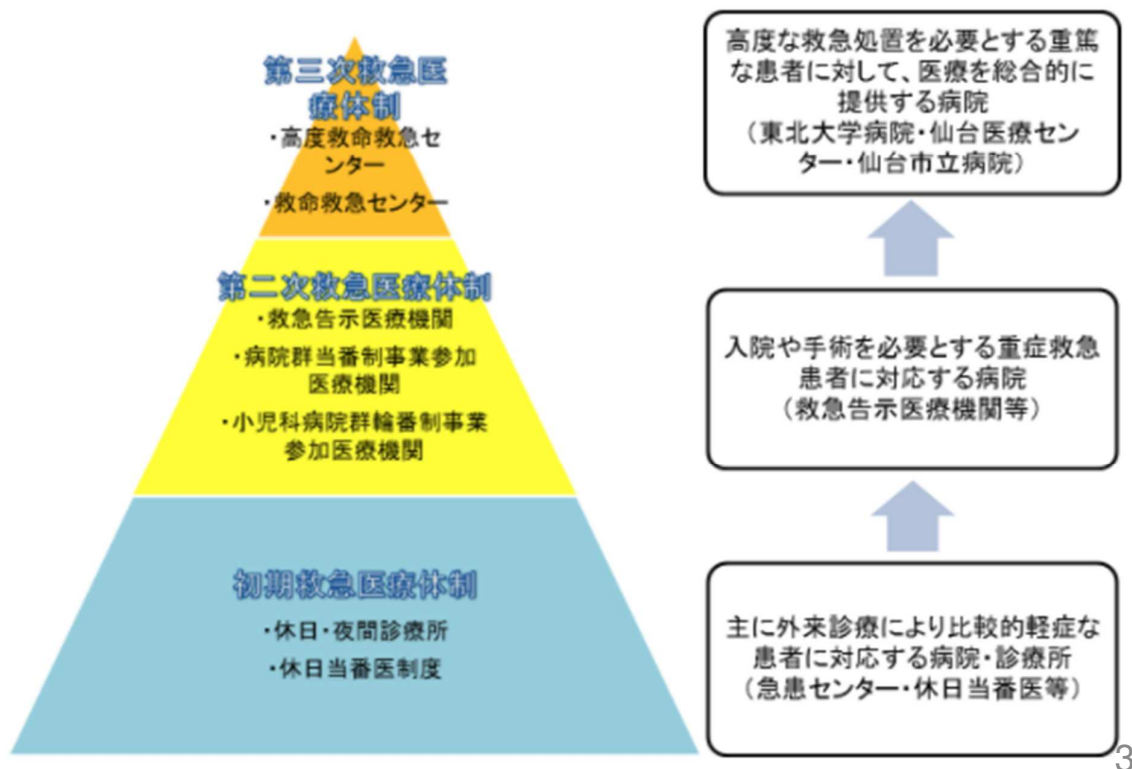 第三次救急医
療体制
・高度救命救急セ
ンター
・救命救急センター
高度な救急処置を必要とする重篤
な患者に対して、医療を総合的に
提供する病院
（東北大学病院・仙台医療セン
ター・仙台市立病院）
第二次救急医療体制
・救急告示医療機関
・病院群当番制事業参加
医療機関
・小児科病院群輪番制事業
参加医療機関
入院や手術を必要とする重症救急
患者に対応する病院
（救急告示医療機関等）
初期救急医療体制
・休日・夜間診療所
・休日当番医制度
主に外来診療により比較的軽症な
患者に対応する病院・診療所
（急患センター・休日当番医等）
3